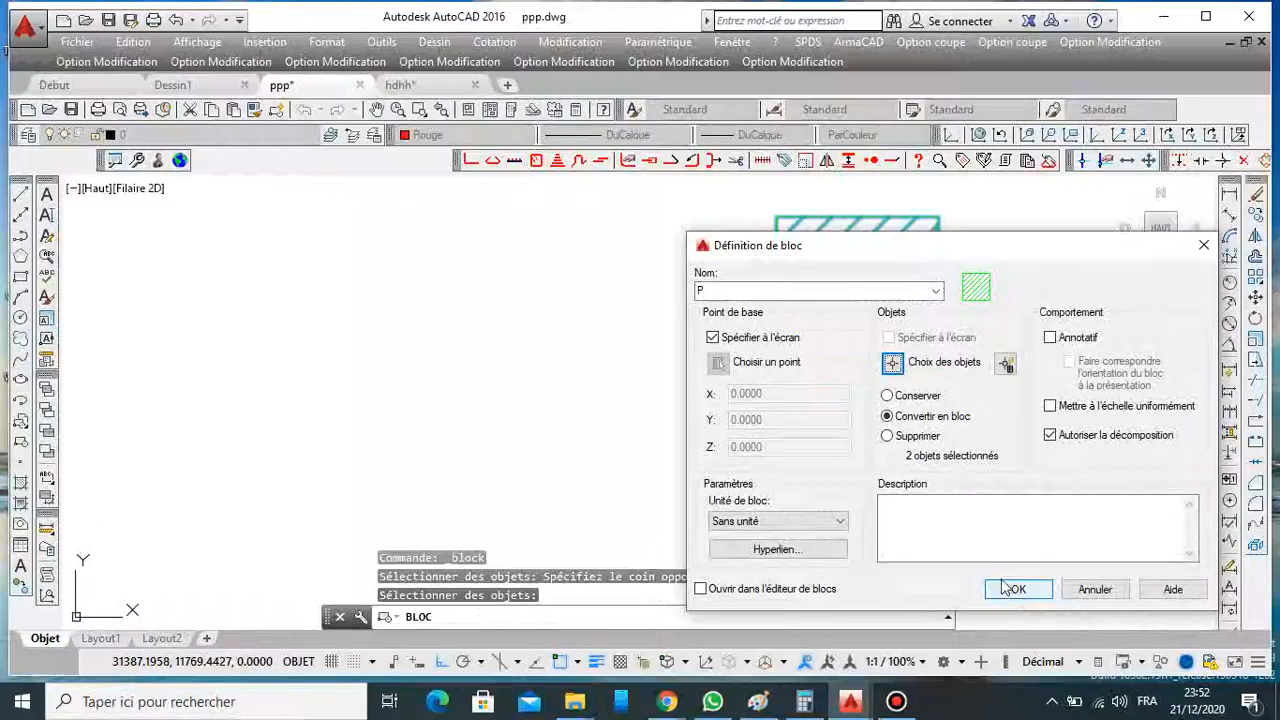 Autodesk AutoCAD 2016 ppp.dwg
Entrez mot-clé ou expression
Se connecter
Fichier Edition Affichage Insertion Format Outils Dessin Cotation Modification Paramétrique Fenêtre ? SPDS ArmaCAD Option coupe Option coupe Option Modification
Option Modification Option Modification Option Modification Option Modification Option Modification Option Modification Option Modification
Début Dessin1 ppp* hdhh*
Standard Standard Standard Standard
0 Rouge DuCalque DuCalque ParCouleur
[−][Haut][Filaire 2D]
N
HAUT
Définition de bloc
Nom:
P
Point de base
Objets
Comportement
Spécifier à l'écran
Spécifier à l'écran
Annotatif
Choisir un point
Choix des objets
Faire correspondre
l'orientation du bloc
à la présentation
X: 0.0000
Conserver
Mettre à l'échelle uniformément
Y: 0.0000
Convertir en bloc
Supprimer
Autoriser la décomposition
Z: 0.0000
2 objets sélectionnés
Paramètres
Description
Unité de bloc:
Sans unité
Hyperlien...
Ouvrir dans l'éditeur de blocs
OK
Annuler
Aide
Y
X
Commande: _block
Sélectionner des objets: Spécifiez le coin oppo
Sélectionner des objets:
BLOC
Objet Layout1 Layout2 +
31387.1958, 11769.4427, 0.0000 OBJET
1:1 / 100%
Décimal
Taper ici pour rechercher
FRA
23:52
21/12/2020